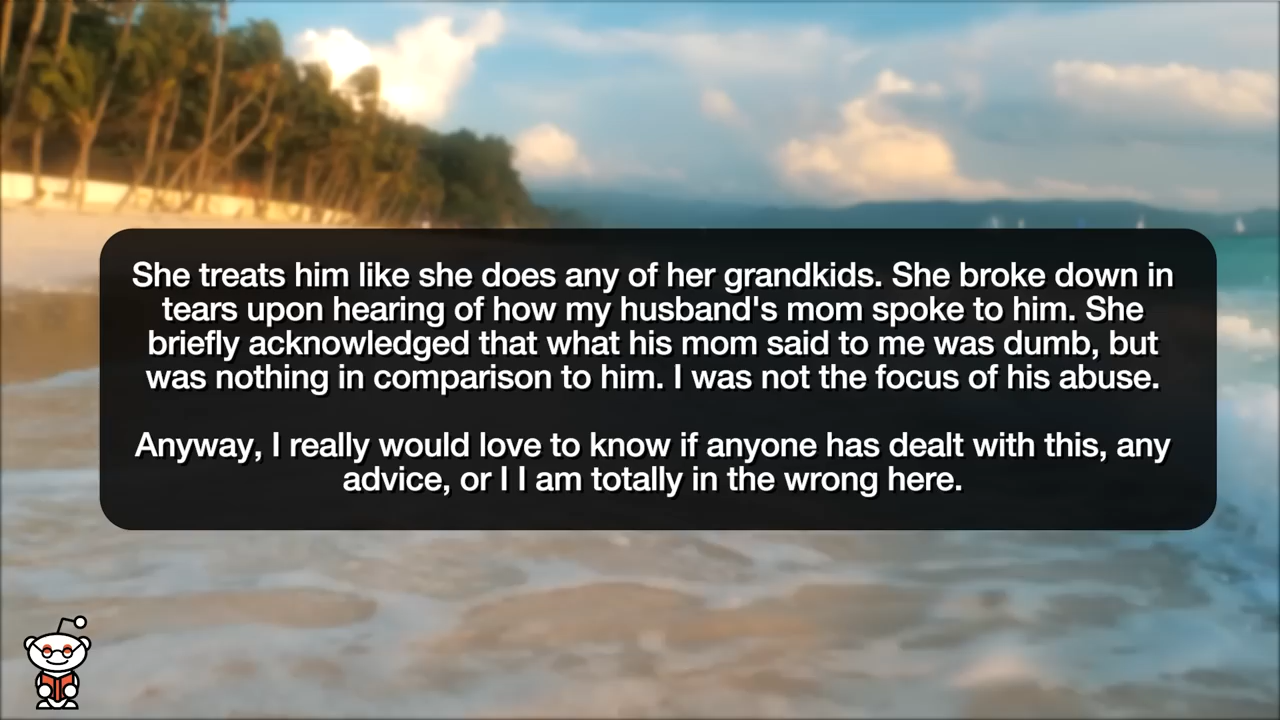 She treats him like she does any of her grandkids. She broke down in
tears upon hearing of how my husband's mom spoke to him. She
briefly acknowledged that what his mom said to me was dumb, but
was nothing in comparison to him. I was not the focus of his abuse.
Anyway, I really would love to know if anyone has dealt with this, any
advice, or I I am totally in the wrong here.